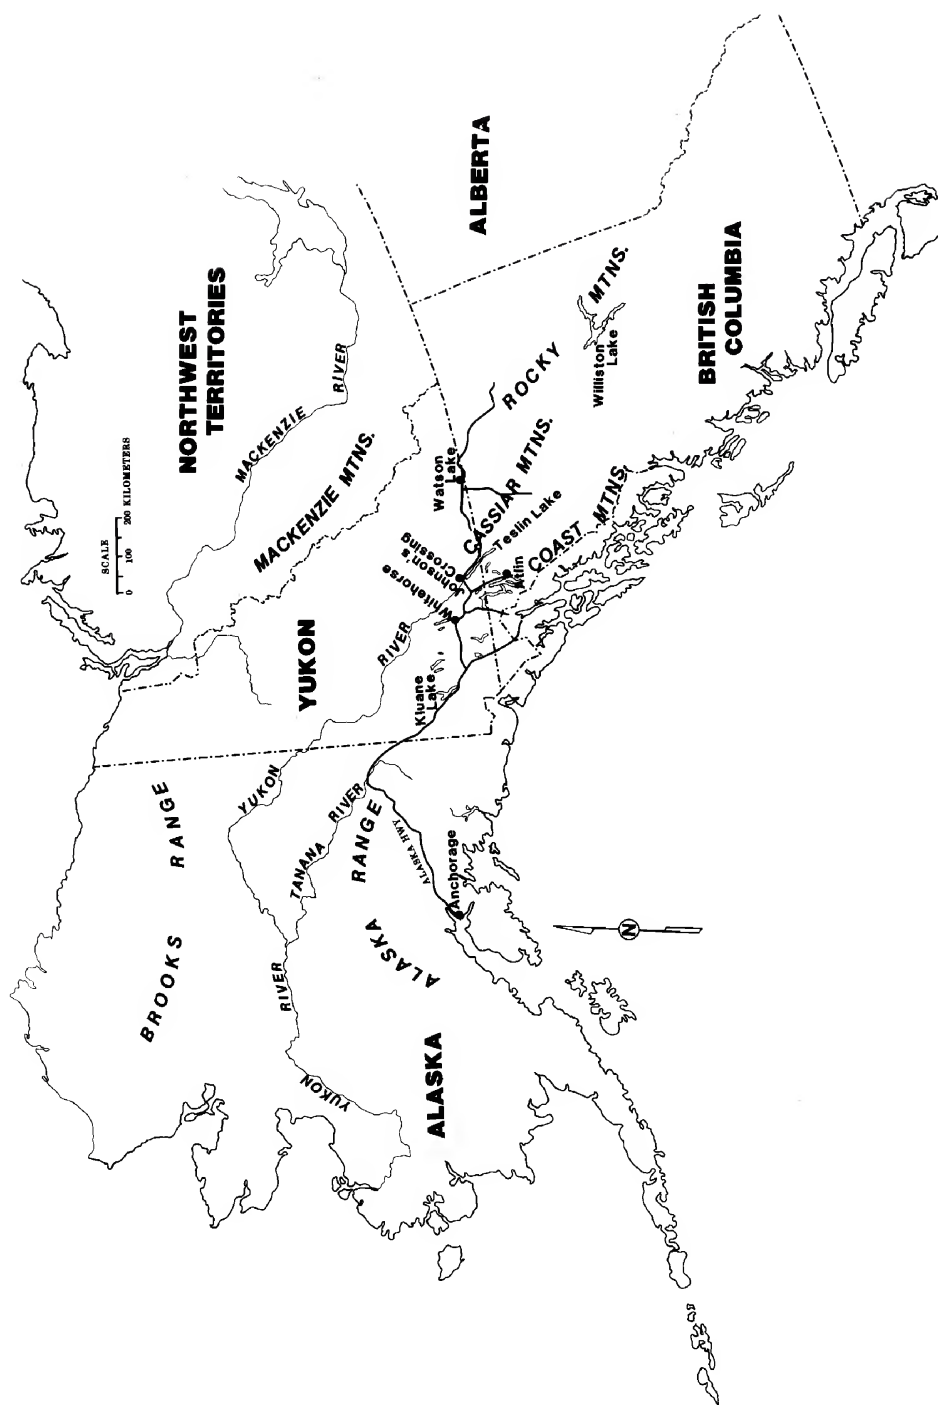 NORTHWEST
TERRITORIES
SCALE
0 100 200 KILOMETERS
MACKENZIE RIVER
MACKENZIE MTNS.
YUKON
ALBERTA
BROOKS RANGE
YUKON RIVER
TANANA RIVER
YUKON RIVER
ALASKA RANGE
ALASKA HWY
Anchorage
ALASKA
Kluane
Lake
Whitehorse
Johnson's
Crossing
Teslin Lake
Atlin
Watson
Lake
CASSIAR MTNS.
COAST MTNS.
ROCKY MTNS.
Williston
Lake
BRITISH
COLUMBIA
N